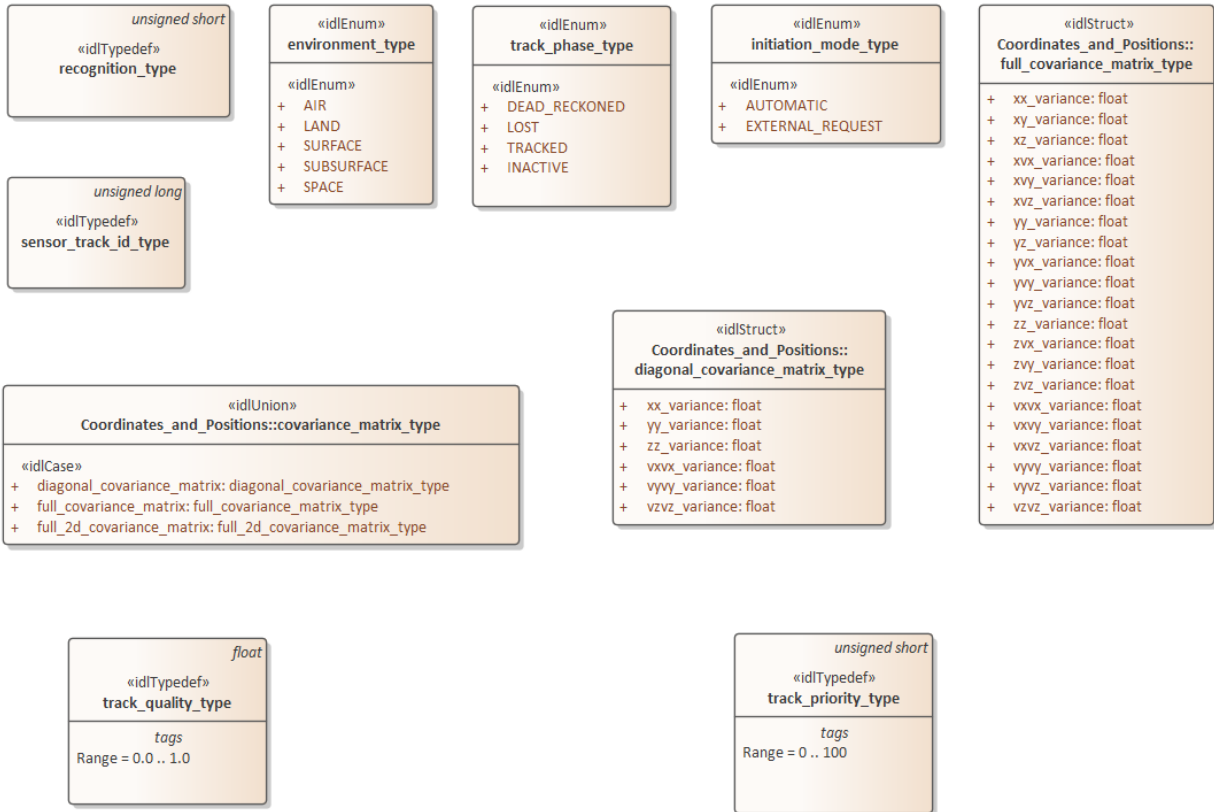 unsigned short
«idlTypedef»
recognition_type
«idlEnum»
environment_type
«idlEnum»
+ AIR
+ LAND
+ SURFACE
+ SUBSURFACE
+ SPACE
«idlEnum»
track_phase_type
«idlEnum»
+ DEAD_RECKONED
+ LOST
+ TRACKED
+ INACTIVE
«idlEnum»
initiation_mode_type
«idlEnum»
+ AUTOMATIC
+ EXTERNAL_REQUEST
«idlStruct»
Coordinates_and_Positions::
full_covariance_matrix_type
+ xx_variance: float
+ xy_variance: float
+ xz_variance: float
+ xvx_variance: float
+ xvy_variance: float
+ xvz_variance: float
+ yy_variance: float
+ yz_variance: float
+ yvx_variance: float
+ yvy_variance: float
+ yvz_variance: float
+ zz_variance: float
+ zvx_variance: float
+ zvy_variance: float
+ zvz_variance: float
+ vxvx_variance: float
+ vxvy_variance: float
+ vxvz_variance: float
+ vyvy_variance: float
+ vyvz_variance: float
+ vzvz_variance: float
unsigned long
«idlTypedef»
sensor_track_id_type
«idlStruct»
Coordinates_and_Positions::
diagonal_covariance_matrix_type
+ xx_variance: float
+ yy_variance: float
+ zz_variance: float
+ vxvx_variance: float
+ vyvy_variance: float
+ vzvz_variance: float
«idlUnion»
Coordinates_and_Positions::covariance_matrix_type
«idlCase»
+ diagonal_covariance_matrix: diagonal_covariance_matrix_type
+ full_covariance_matrix: full_covariance_matrix_type
+ full_2d_covariance_matrix: full_2d_covariance_matrix_type
float
«idlTypedef»
track_quality_type
tags
Range = 0.0 .. 1.0
unsigned short
«idlTypedef»
track_priority_type
tags
Range = 0 .. 100